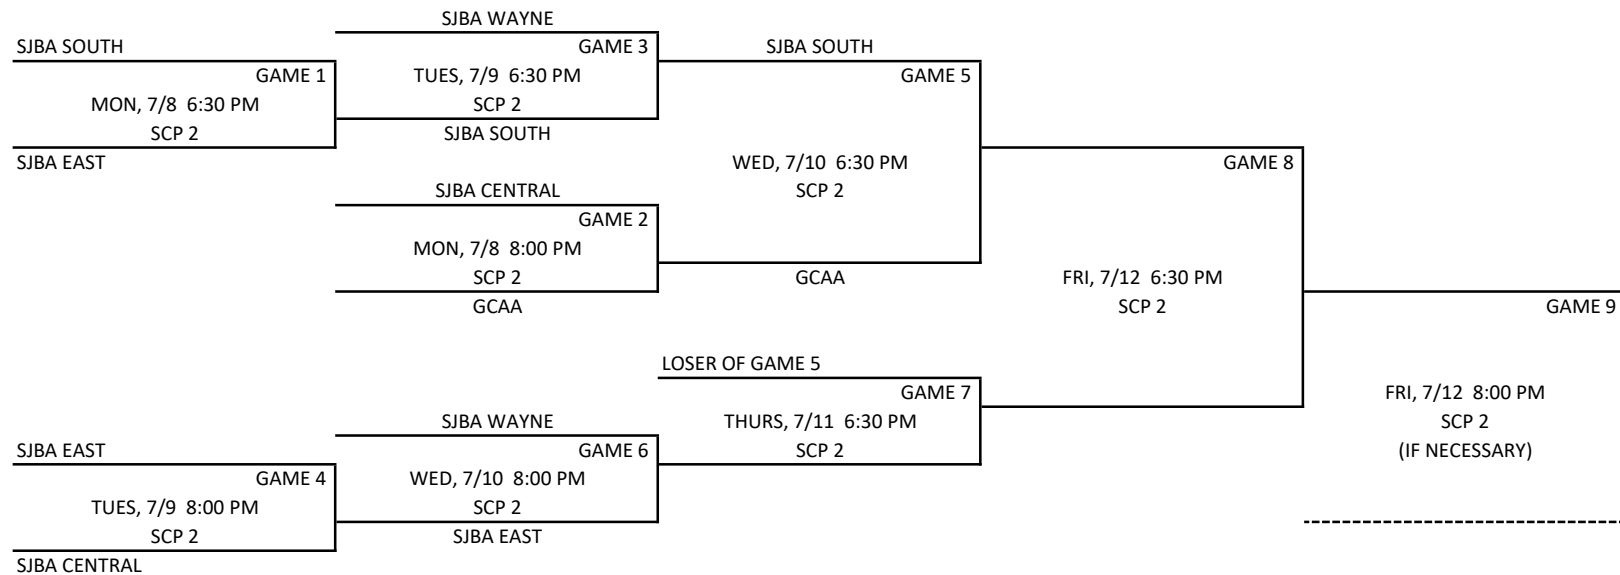 SJBA WAYNE
SJBA SOUTH
GAME 3
SJBA SOUTH
GAME 1
TUES, 7/9 6:30 PM
GAME 5
MON, 7/8 6:30 PM
SCP 2
SCP 2
SJBA SOUTH
SJBA EAST
WED, 7/10 6:30 PM
GAME 8
SJBA CENTRAL
SCP 2
GAME 2
MON, 7/8 8:00 PM
SCP 2
GCAA
FRI, 7/12 6:30 PM
GCAA
SCP 2
GAME 9
LOSER OF GAME 5
GAME 7
FRI, 7/12 8:00 PM
SJBA WAYNE
THURS, 7/11 6:30 PM
SCP 2
SJBA EAST
GAME 6
SCP 2
(IF NECESSARY)
GAME 4
WED, 7/10 8:00 PM
TUES, 7/9 8:00 PM
SCP 2
SCP 2
SJBA EAST
SJBA CENTRAL